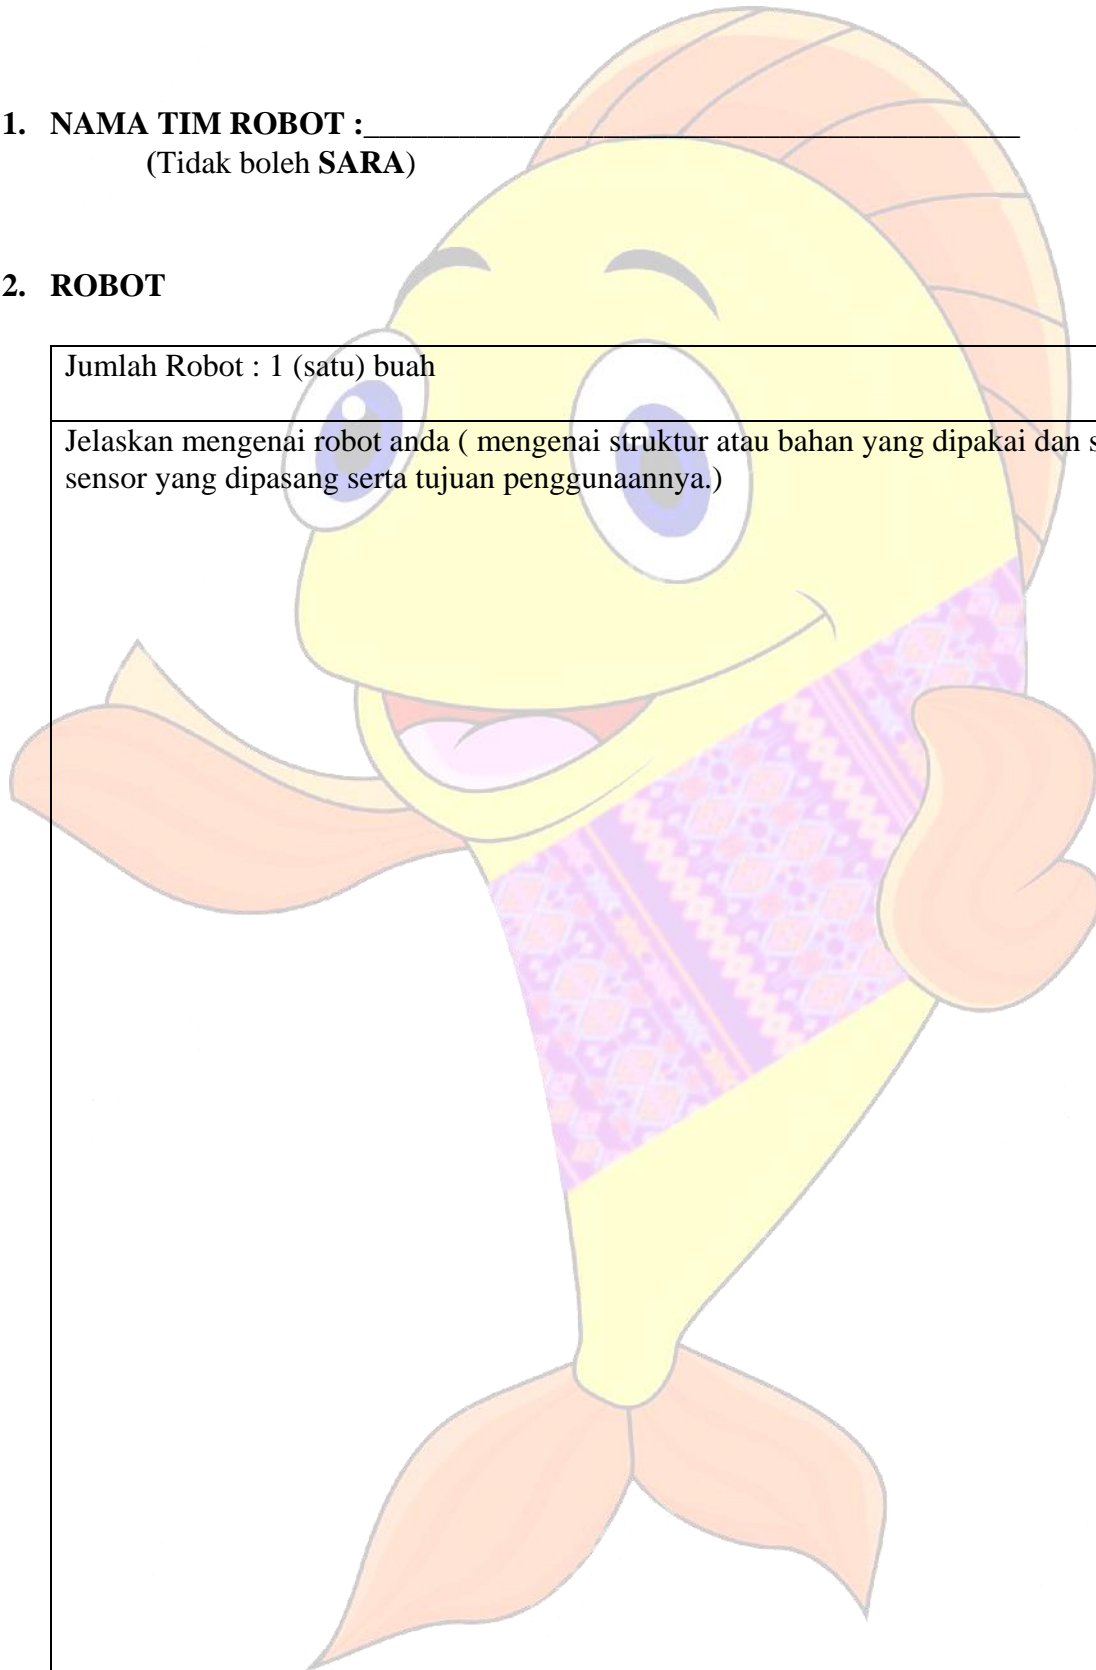 1. NAMA TIM ROBOT :_________________________________________
(Tidak boleh SARA)
2. ROBOT
Jumlah Robot : 1 (satu) buah
Jelaskan mengenai robot anda ( mengenai struktur atau bahan yang dipakai dan
sensor yang dipasang serta tujuan penggunaannya.)